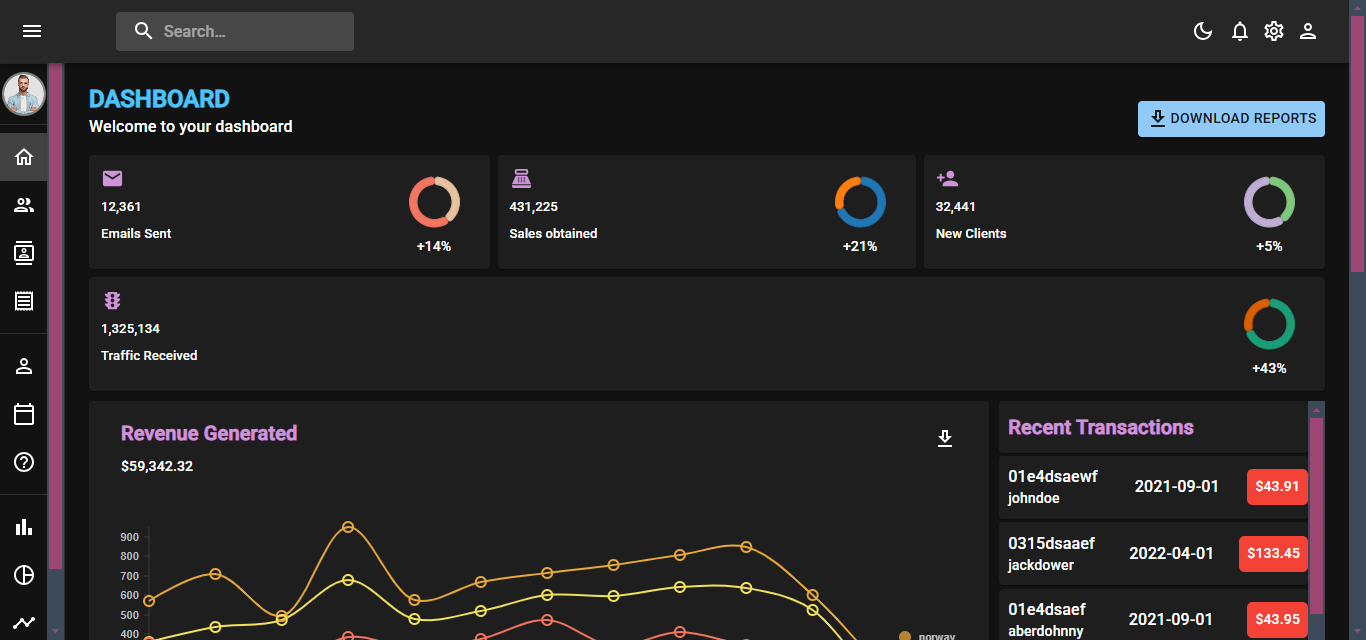 Search...
DASHBOARD
Welcome to your dashboard
DOWNLOAD REPORTS
12,361
Emails Sent
+14%
431,225
Sales obtained
+21%
32,441
New Clients
+5%
1,325,134
Traffic Received
+43%
Revenue Generated
$59,342.32
900
800
700
600
500
400
norway
Recent Transactions
01e4dsaewf
johndoe
2021-09-01
$43.91
0315dsaaef
jackdower
2022-04-01
$133.45
01e4dsaef
aberdohnny
2021-09-01
$43.95